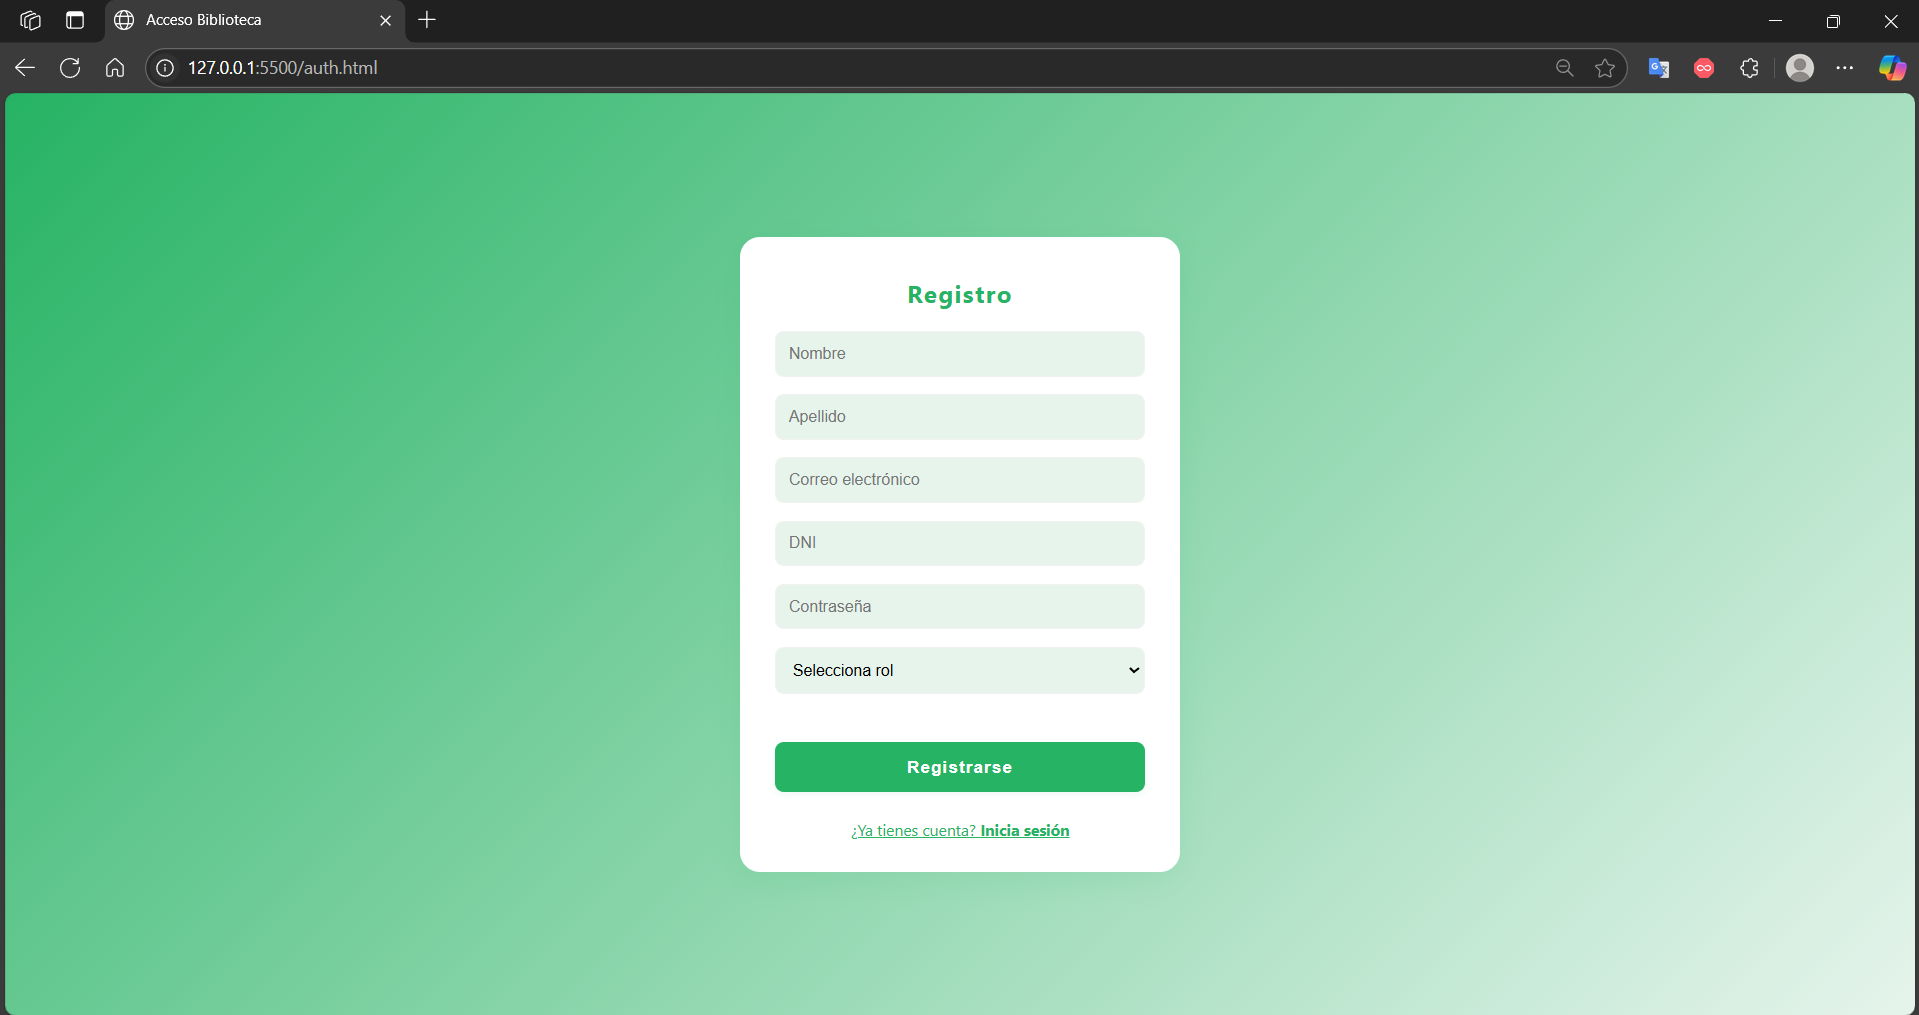 Acceso Biblioteca
127.0.0.1:5500/auth.html
Registro
Nombre
Apellido
Correo electrónico
DNI
Contraseña
Selecciona rol
Registrarse
¿Ya tienes cuenta? Inicia sesión